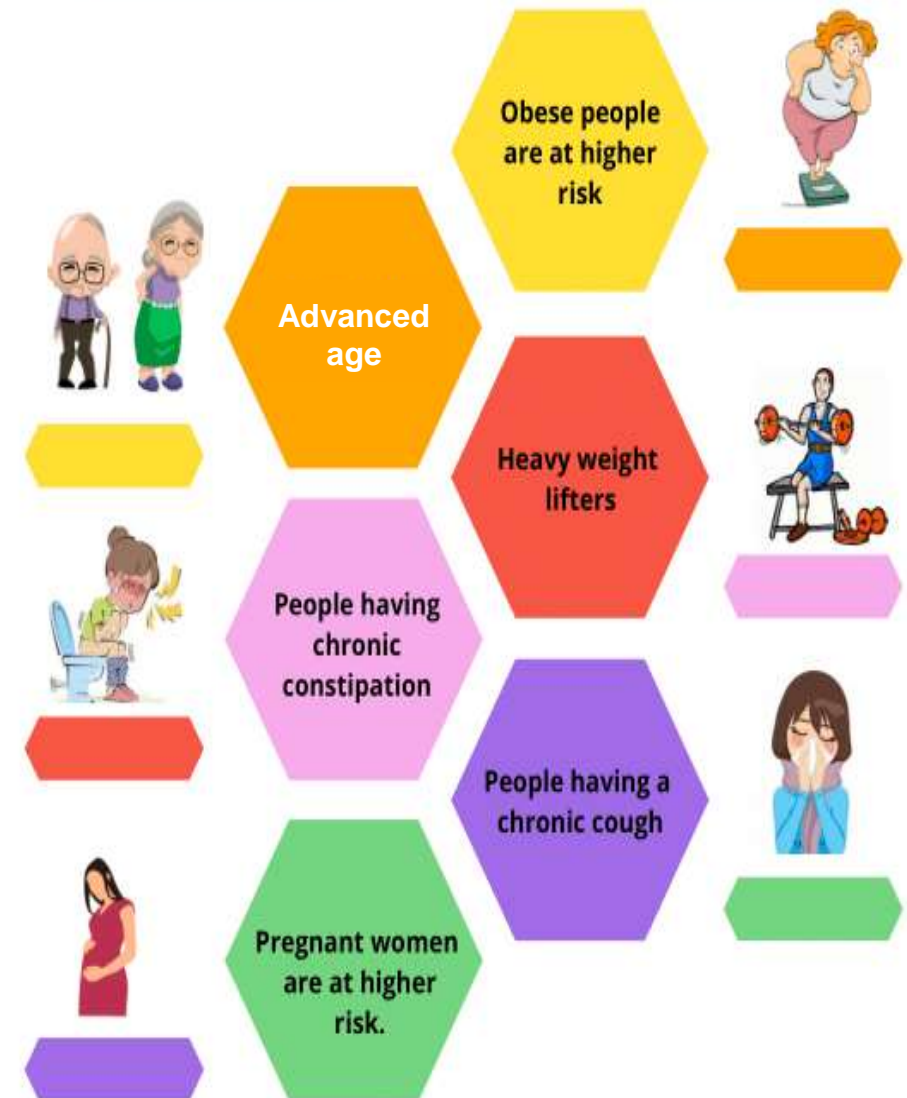 Obese people
are at higher
risk
Advanced
age
Heavy weight
lifters
People having
chronic
constipation
People having a
chronic cough
Pregnant women
are at higher
risk.